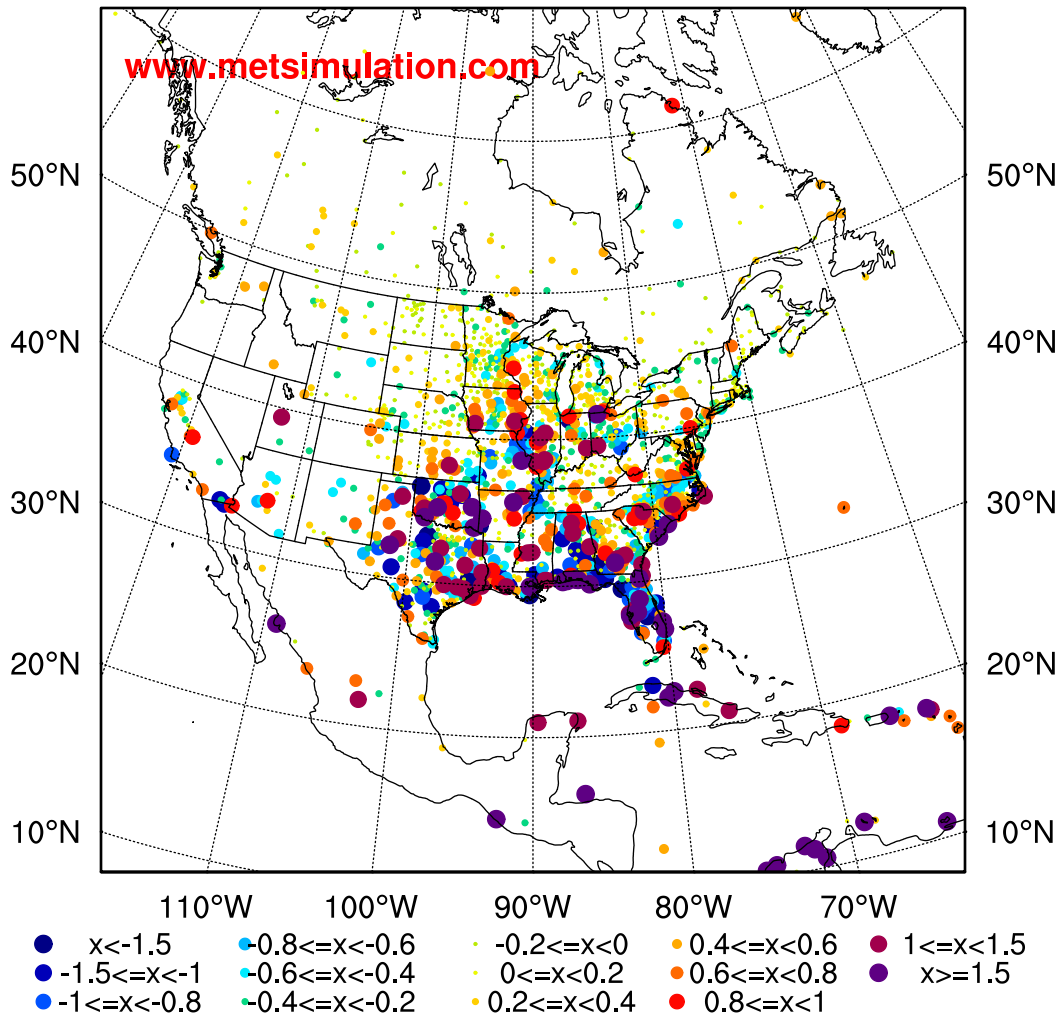 www.metsimulation.com
50°N 50°N
40°N 40°N
30°N 30°N
20°N 20°N
10°N 10°N
110°W 100°W 90°W 80°W 70°W
x<-1.5 -0.8<=x<-0.6 -0.2<=x<0 0.4<=x<0.6 1<=x<1.5
-1.5<=x<-1 -0.6<=x<-0.4 0<=x<0.2 0.6<=x<0.8 x>=1.5
-1<=x<-0.8 -0.4<=x<-0.2 0.2<=x<0.4 0.8<=x<1